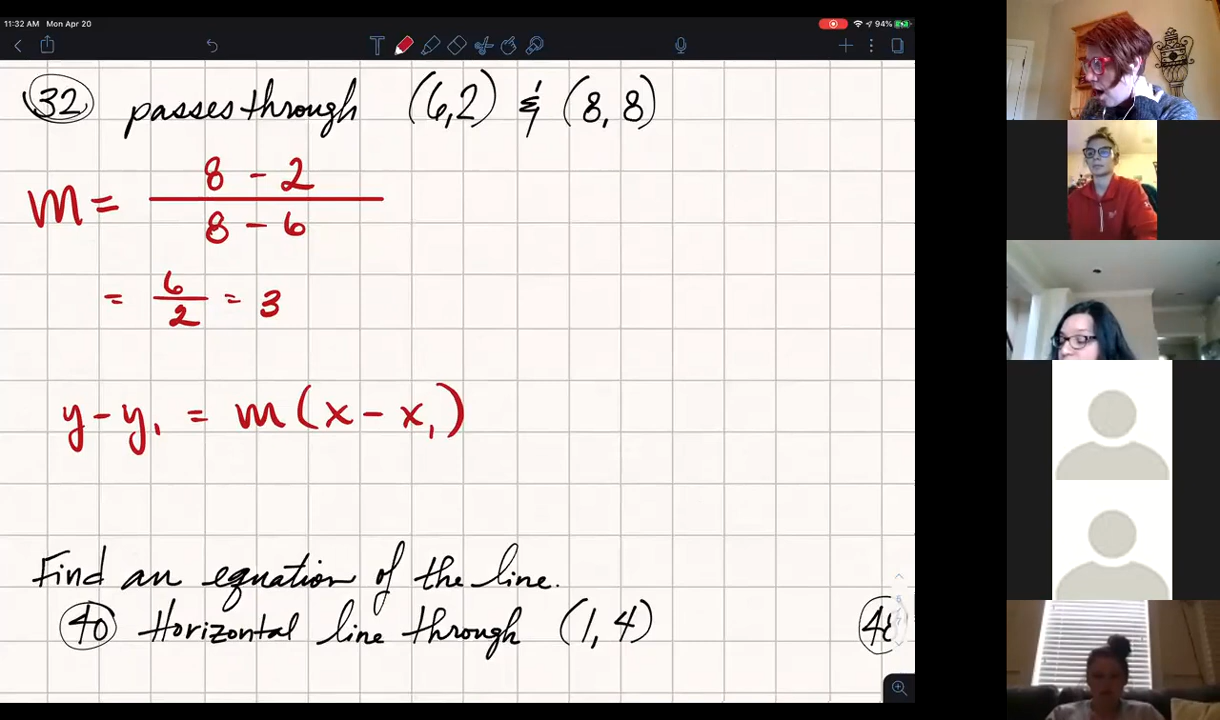 11:32 AM Mon Apr 20
94%
32 passes through (6,2) & (8,8)
m = 8 - 2
8 - 6
= 6/2 = 3
y - y₁ = m(x - x₁)
Find an equation of the line.
40 Horizontal line through (1,4)